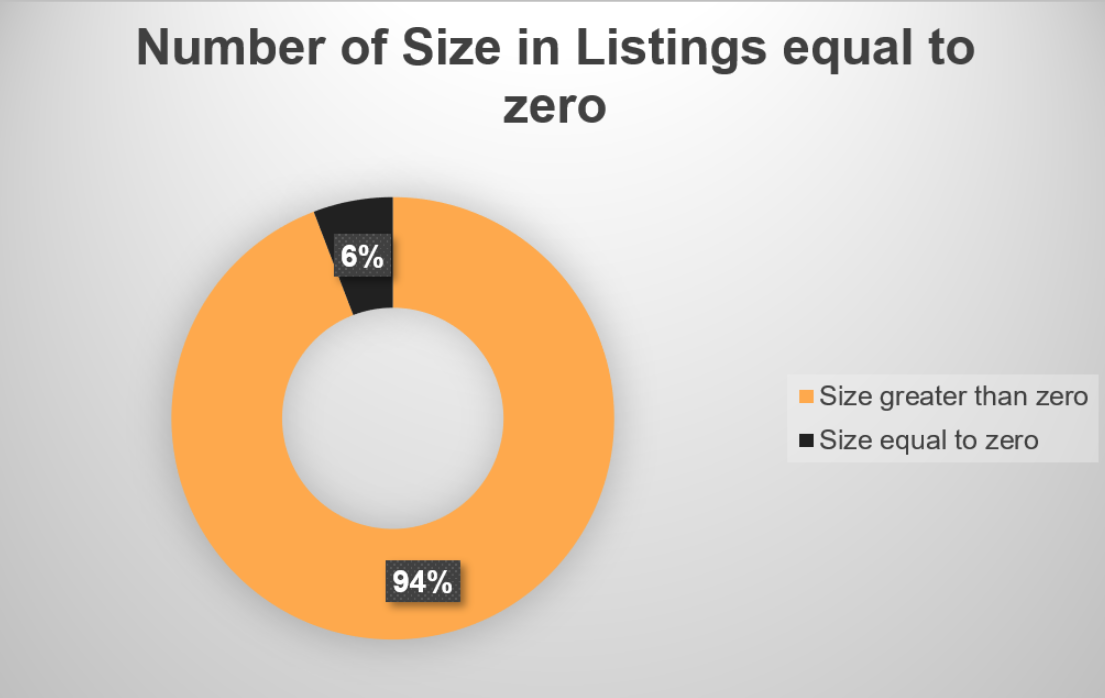 Number of Size in Listings equal to
zero
6%
Size greater than zero
Size equal to zero
94%